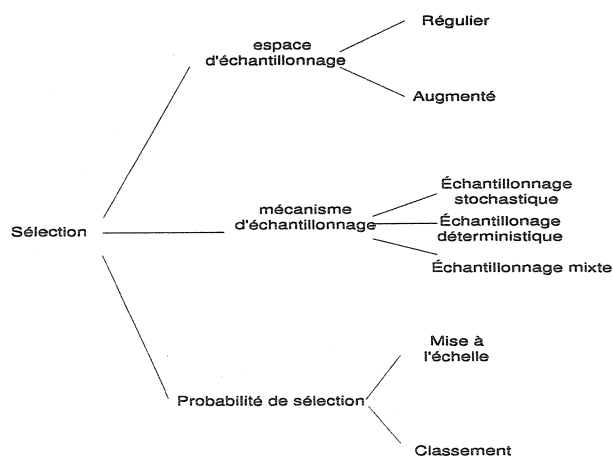 Régulier
espace
d'échantillonnage
Augmenté
Échantillonnage
stochastique
mécanisme
d'échantillonnage
Échantillonage
déterministique
Sélection
Échantillonnage mixte
Mise à
l'échelle
Probabilité de sélection
Classement